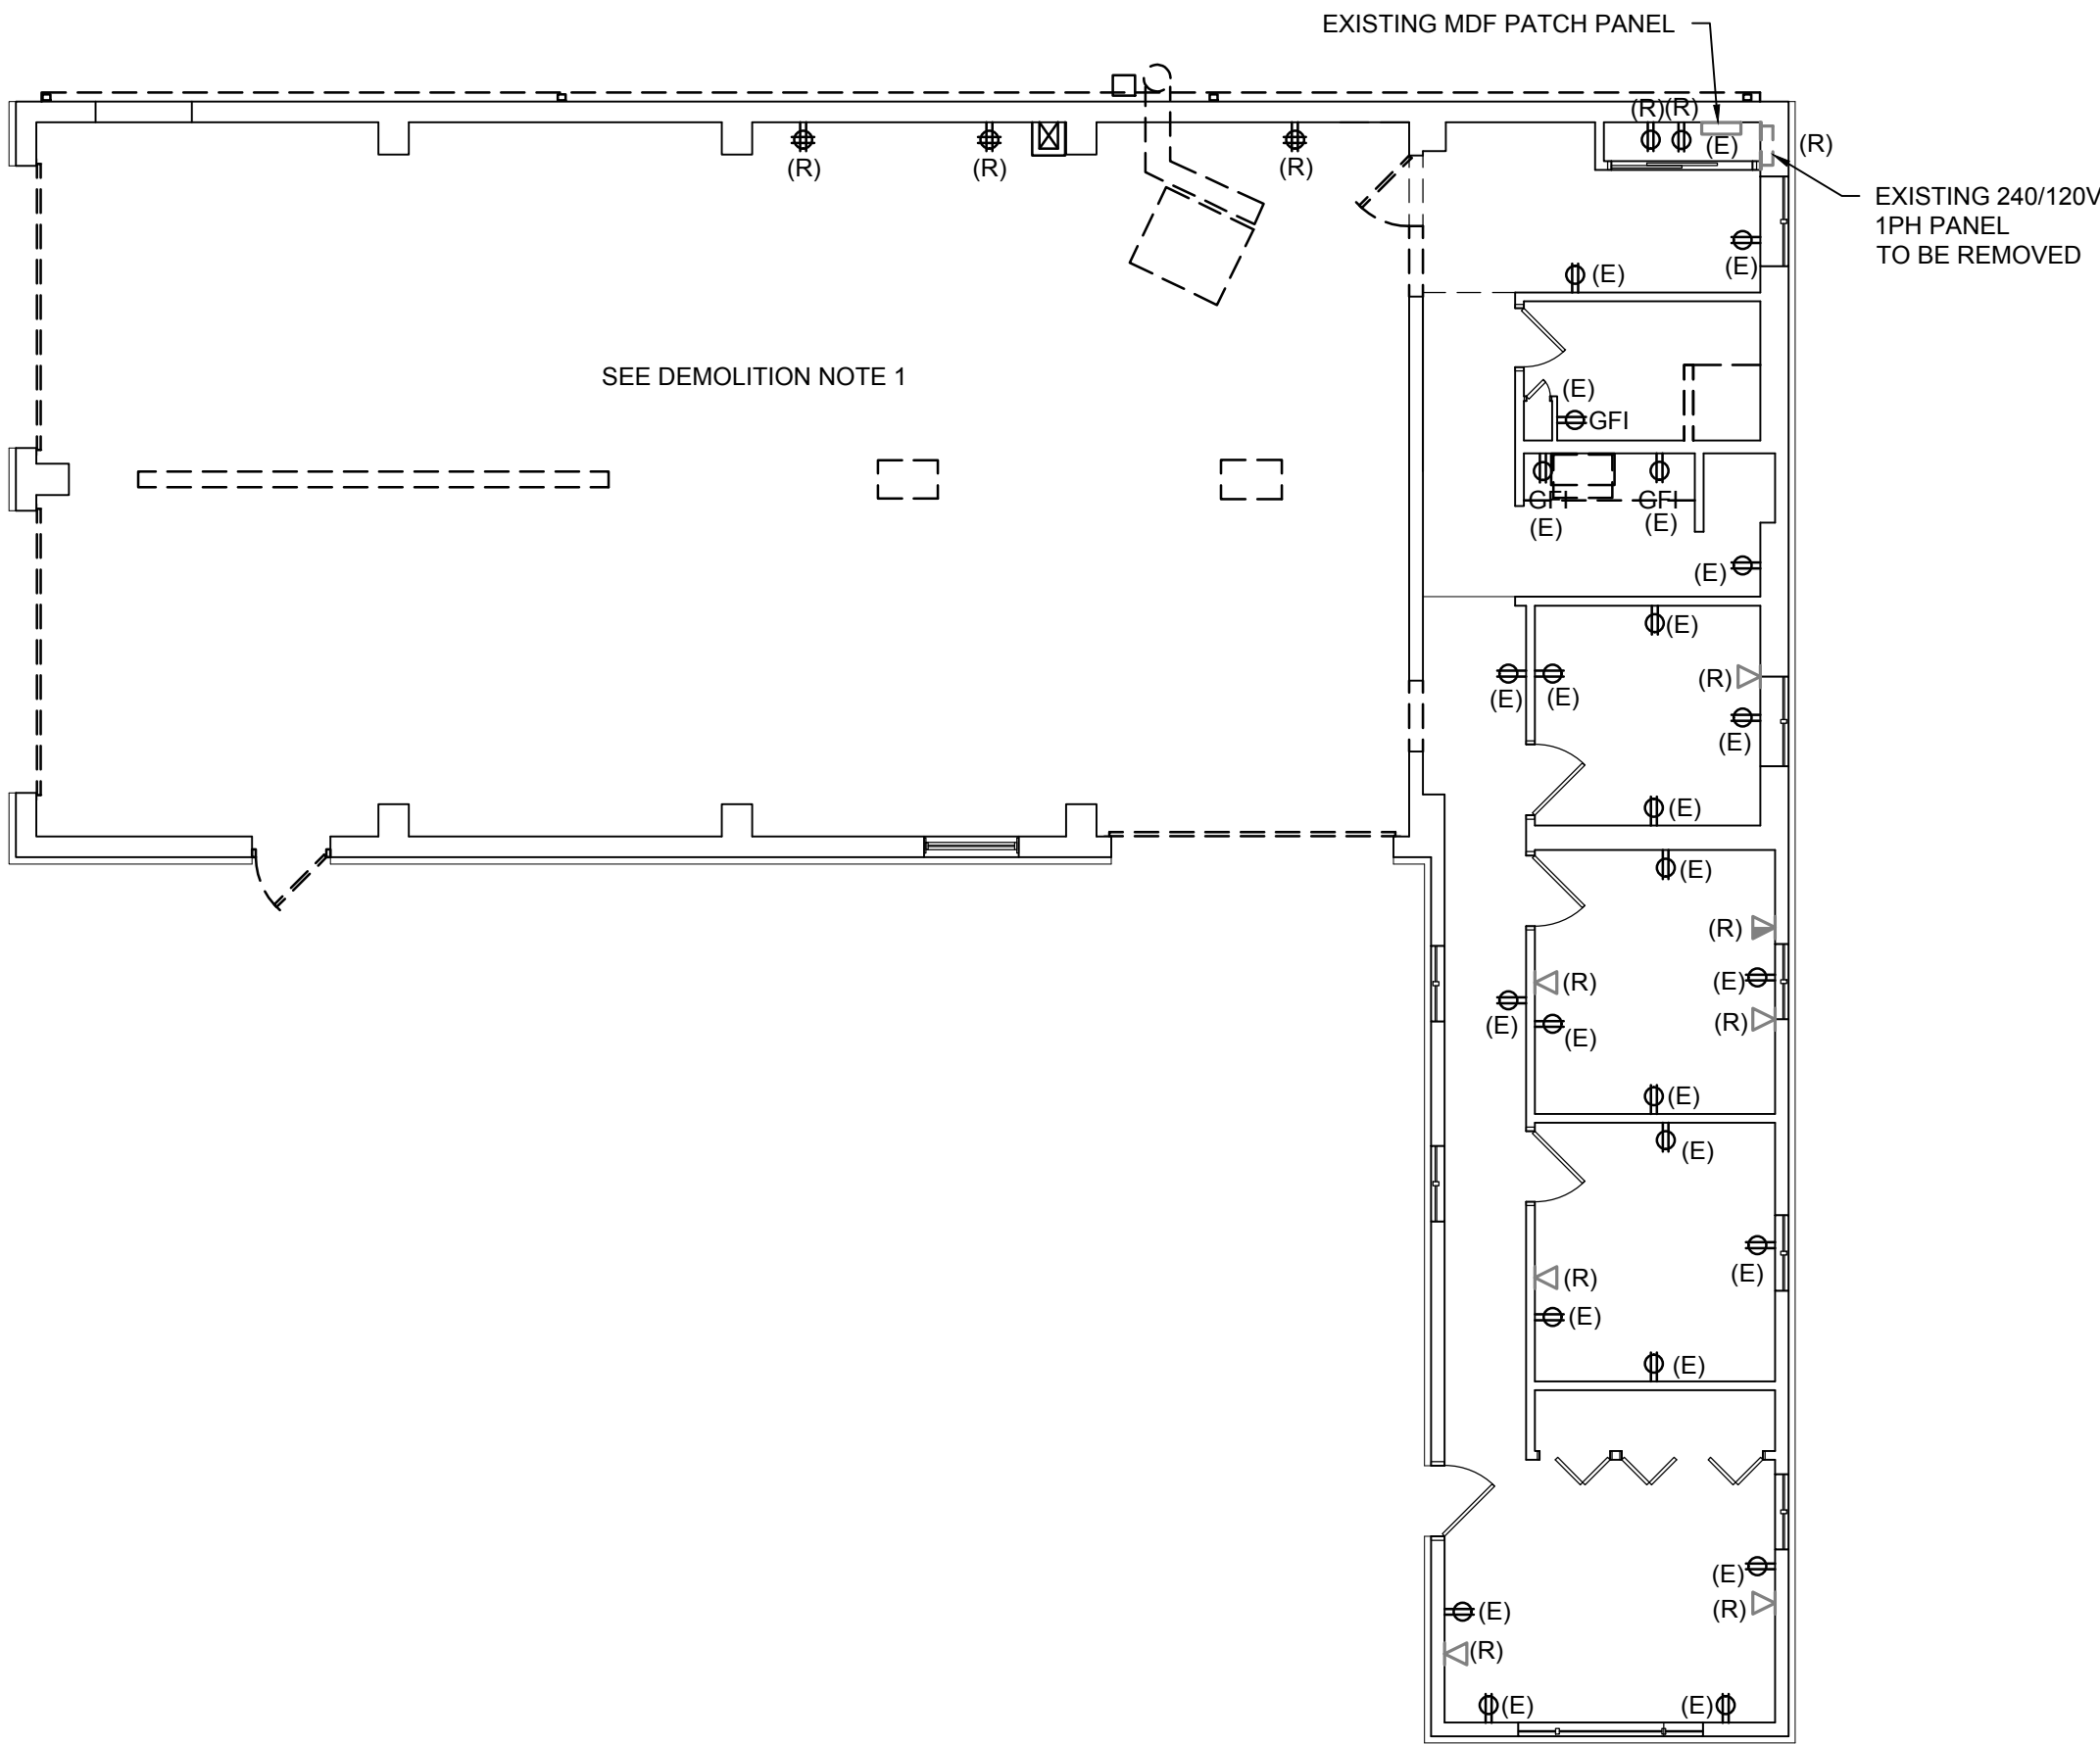 EXISTING MDF PATCH PANEL
(R) (R)
(R) (R) (R) (E) (R)
EXISTING 240/120V
1PH PANEL
TO BE REMOVED
(E)
(E)
SEE DEMOLITION NOTE 1
(E)
GFI
GFI GFI
(E) (E)
(E)
(E)
(R)
(E) (E)
(E)
(E)
(E)
(R)
(R) (E)
(R)
(E) (E)
(E)
(E)
(E)
(R)
(E)
(E)
(E)
(E)
(R)
(R)
(E) (E)